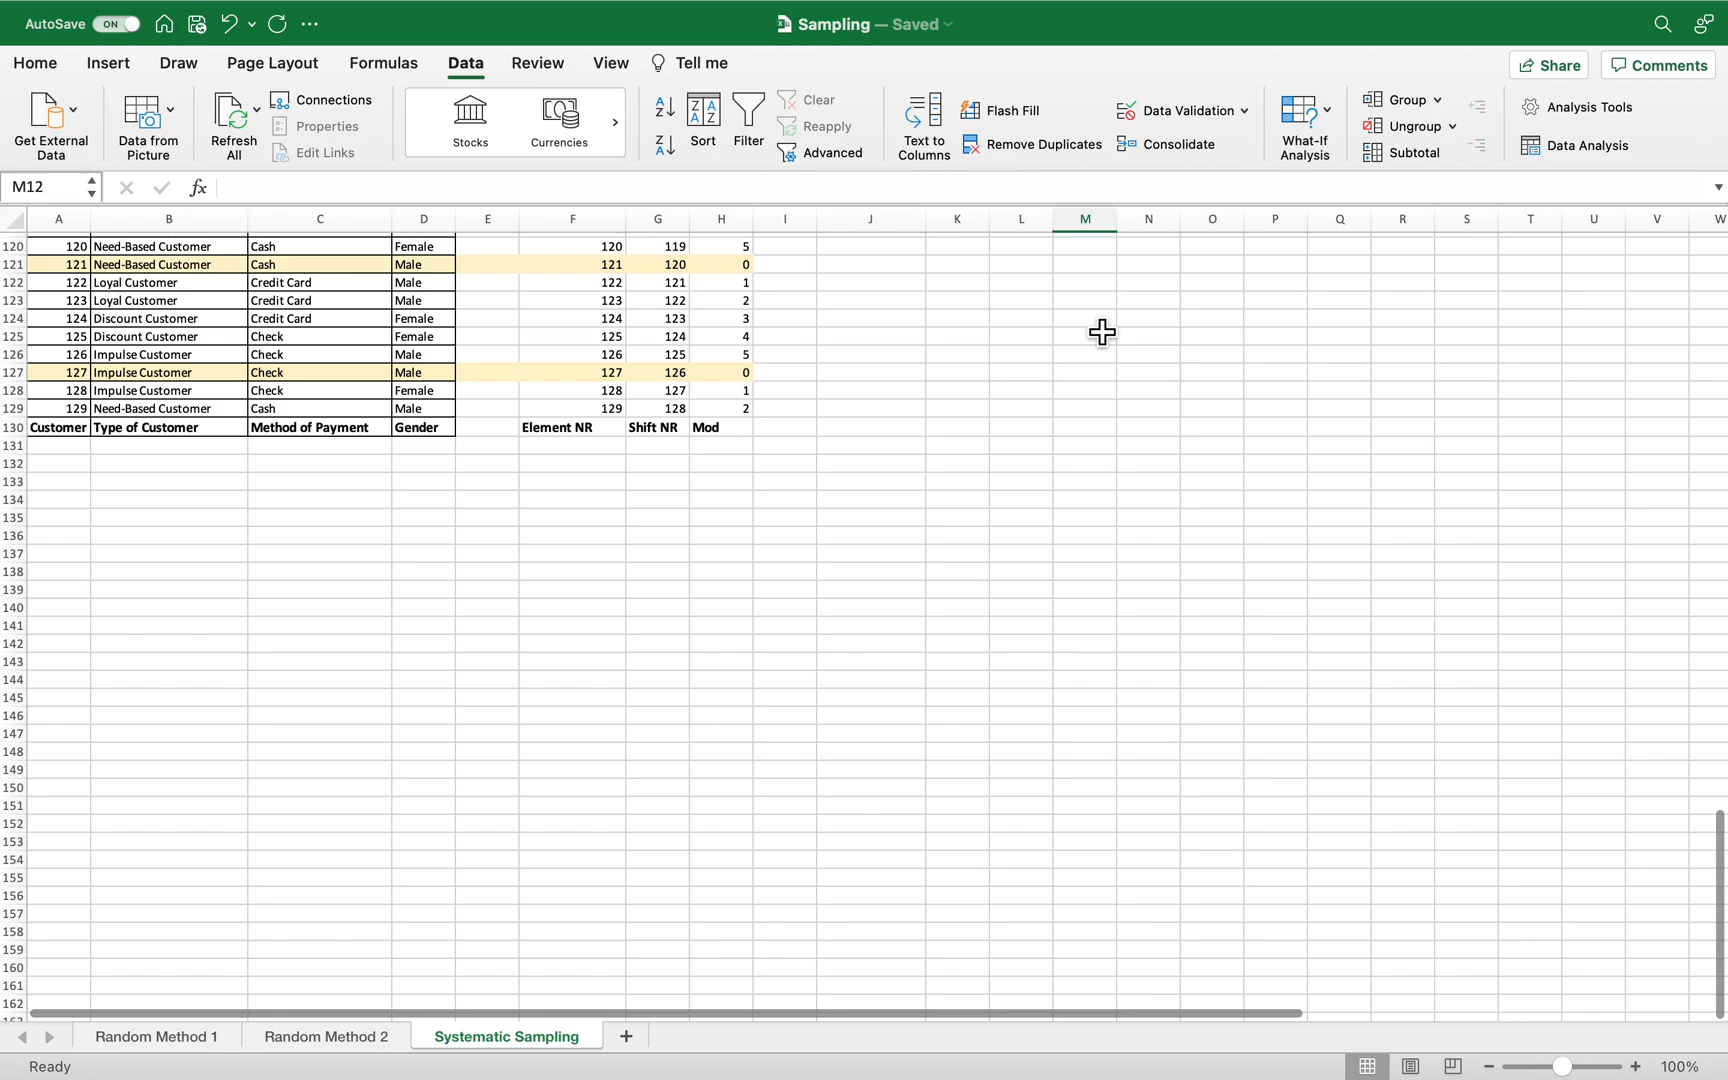 AutoSave ON Sampling — Saved
Home Insert Draw Page Layout Formulas Data Review View Tell me Share Comments
Get External Data
Data from Picture
Refresh All
Connections
Properties
Edit Links
Stocks Currencies
Sort Filter
Clear
Reapply
Advanced
Text to Columns
Flash Fill
Remove Duplicates
Data Validation
Consolidate
What-If Analysis
Group
Ungroup
Subtotal
Analysis Tools
Data Analysis
M12 fx
A B C D E F G H I J K L M N O P Q R S T U V W
120 120 Need-Based Customer Cash Female 120 119 5
121 121 Need-Based Customer Cash Male 121 120 0
122 122 Loyal Customer Credit Card Male 122 121 1
123 123 Loyal Customer Credit Card Male 123 122 2
124 124 Discount Customer Credit Card Female 124 123 3
125 125 Discount Customer Check Female 125 124 4
126 126 Impulse Customer Check Male 126 125 5
127 127 Impulse Customer Check Male 127 126 0
128 128 Impulse Customer Check Female 128 127 1
129 129 Need-Based Customer Cash Male 129 128 2
130 Customer Type of Customer Method of Payment Gender Element NR Shift NR Mod
131
132
133
134
135
136
137
138
139
140
141
142
143
144
145
146
147
148
149
150
151
152
153
154
155
156
157
158
159
160
161
162
Random Method 1 Random Method 2 Systematic Sampling +
Ready 100%